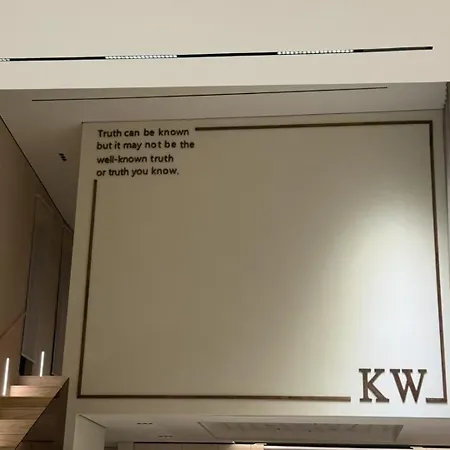 Truth can be known
but it may not be the
well-known truth
or truth you know.
KW